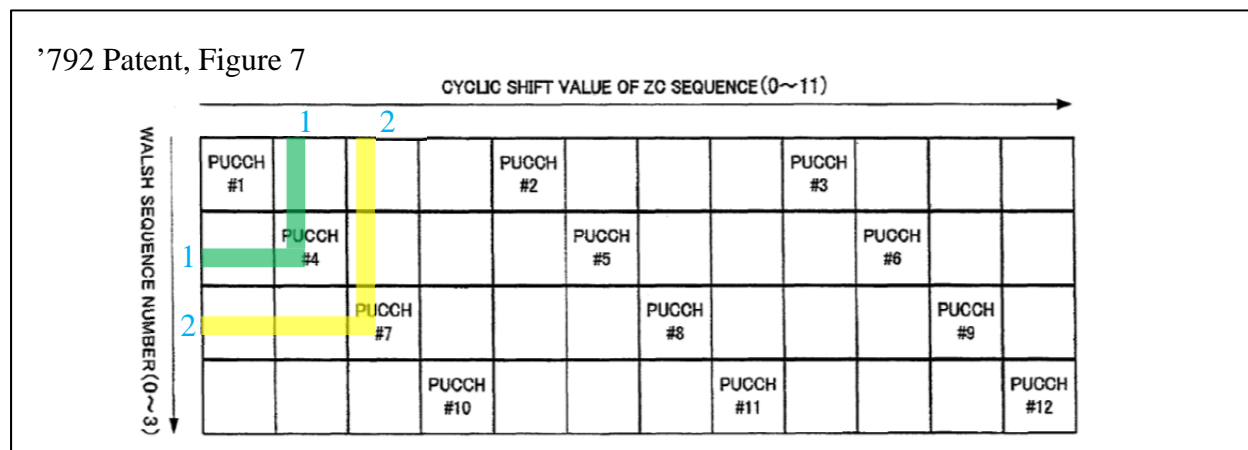 ’792 Patent, Figure 7
CYCLIC SHIFT VALUE OF ZC SEQUENCE(0～11)
1 2
WALSH SEQUENCE NUMBER(0～3)
PUCCH #1 PUCCH #2 PUCCH #3
1 PUCCH #4 PUCCH #5 PUCCH #6
2 PUCCH #7 PUCCH #8 PUCCH #9
PUCCH #10 PUCCH #11 PUCCH #12